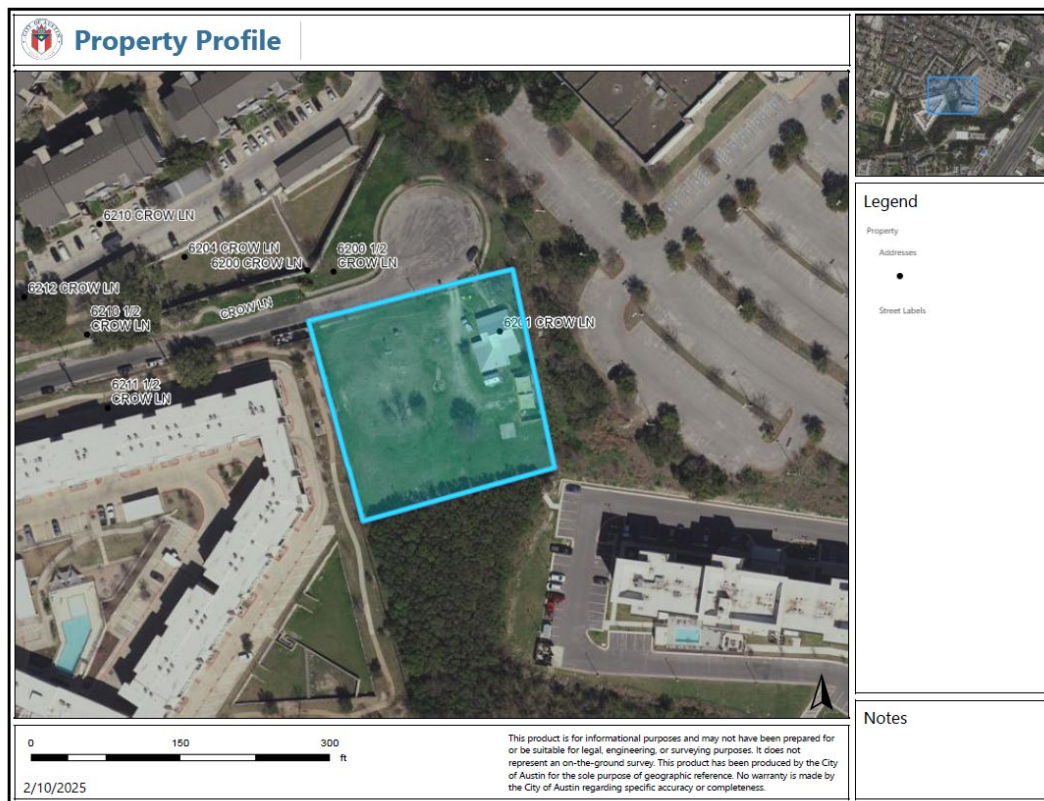 CITY OF AUSTIN
Property Profile
6210 CROW LN
6204 CROW LN
6200 CROW LN
6200 1/2
CROW LN
6212 CROW LN
6213 1/2
CROW LN
CROW LN
6201 CROW LN
6211 1/2
CROW LN
Legend
Property
Addresses
Street Labels
Notes
0 150 300
ft
2/10/2025
This product is for informational purposes and may not have been prepared for
or be suitable for legal, engineering, or surveying purposes. It does not
represent an on-the-ground survey. This product has been produced by the City
of Austin for the sole purpose of geographic reference. No warranty is made by
the City of Austin regarding specific accuracy or completeness.